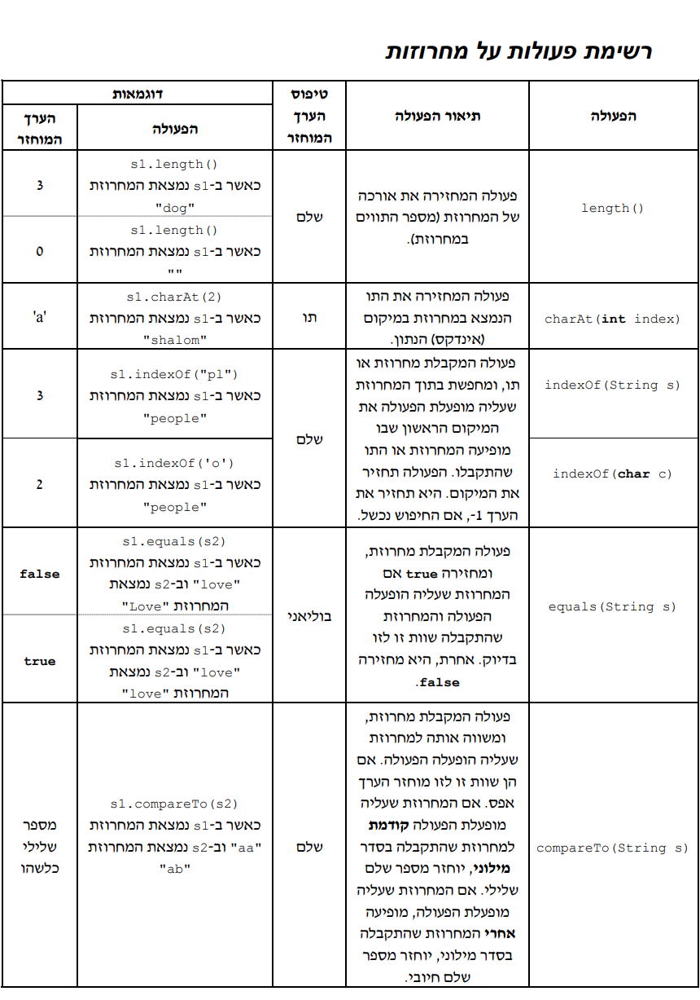 רשימת פעולות על מחרוזות
הפעולה
תיאור הפעולה
טיפוס
הערך
המוחזר
דוגמאות
הפעולה
הערך
המוחזר
length()
פעולה המחזירה את אורכה
של המחרוזת (מספר התווים
במחרוזת).
שלם
s1.length()
כאשר ב-s1 נמצאת המחרוזת
"dog"
3
s1.length()
כאשר ב-s1 נמצאת המחרוזת
""
0
charAt(int index)
פעולה המחזירה את התו
הנמצא במחרוזת במיקום
(אינדקס) הנתון.
תו
s1.charAt(2)
כאשר ב-s1 נמצאת המחרוזת
"shalom"
'a'
indexOf(String s)
פעולה המקבלת מחרוזת או
תו, ומחפשת בתוך המחרוזת
שעליה מופעלת הפעולה את
המיקום הראשון שבו
מופיעה המחרוזת או התו
שהתקבלו. הפעולה תחזיר
את המיקום. היא תחזיר את
הערך 1-, אם החיפוש נכשל.
שלם
s1.indexOf("pl")
כאשר ב-s1 נמצאת המחרוזת
"people"
3
indexOf(char c)
s1.indexOf('o')
כאשר ב-s1 נמצאת המחרוזת
"people"
2
equals(String s)
פעולה המקבלת מחרוזת,
ומחזירה true אם
המחרוזת שעליה הופעלה
הפעולה והמחרוזת
שהתקבלה שוות זו לזו
בדיוק. אחרת, היא מחזירה
false.
בוליאני
s1.equals(s2)
כאשר ב-s1 נמצאת המחרוזת
"love" וב-s2 נמצאת
המחרוזת "Love"
false
s1.equals(s2)
כאשר ב-s1 נמצאת המחרוזת
"love" וב-s2 נמצאת
המחרוזת "love"
true
compareTo(String s)
פעולה המקבלת מחרוזת,
ומשווה אותה למחרוזת
שעליה הופעלה הפעולה. אם
הן שוות זו לזו מוחזר הערך
אפס. אם המחרוזת שעליה
מופעלת הפעולה קודמת
למחרוזת שהתקבלה בסדר
מילוני, יוחזר מספר שלם
שלילי. אם המחרוזת שעליה
מופעלת הפעולה, מופיעה
אחרי המחרוזת שהתקבלה
בסדר מילוני, יוחזר מספר
שלם חיובי.
שלם
s1.compareTo(s2)
כאשר ב-s1 נמצאת המחרוזת
"aa" וב-s2 נמצאת המחרוזת
"ab"
מספר
שלילי
כלשהו